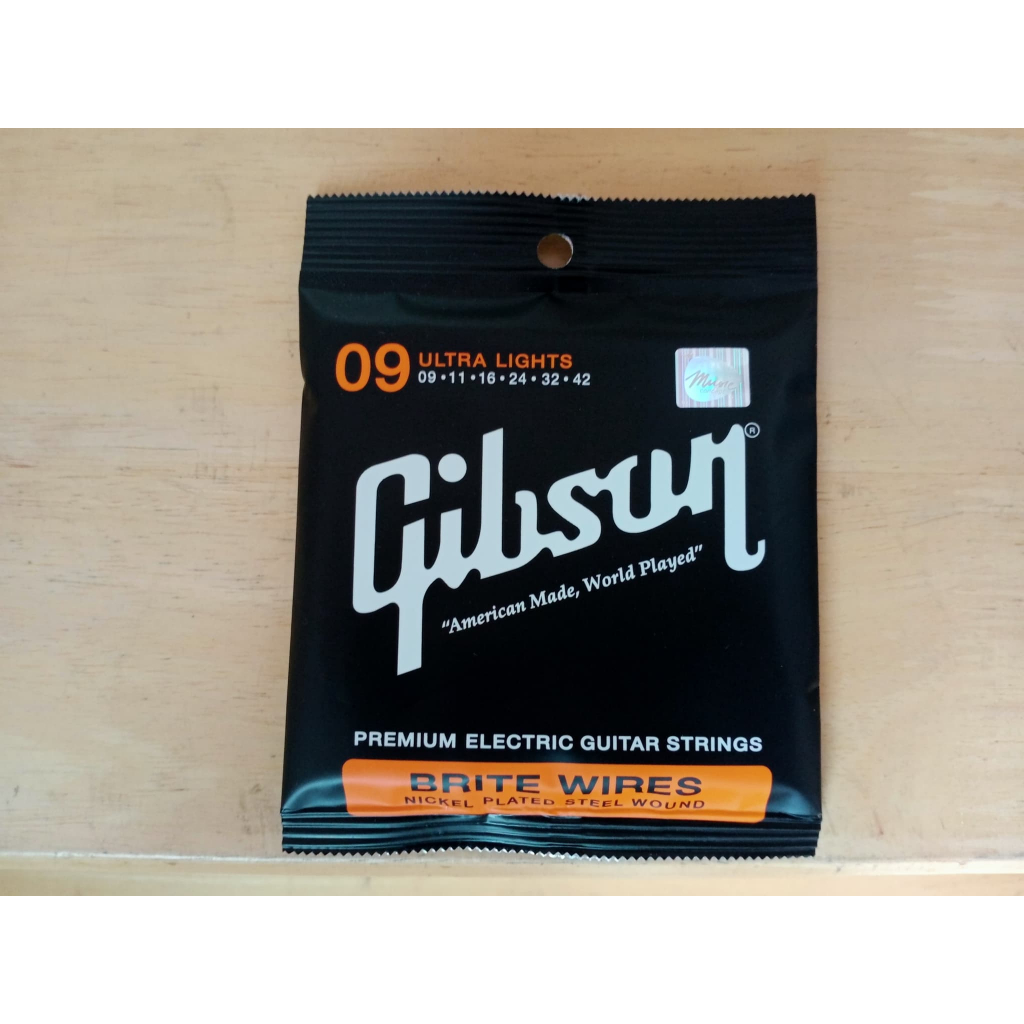 09 ULTRA LIGHTS
09•11•16•24•32•42
Music
Gibson®
"American Made, World Played"
PREMIUM ELECTRIC GUITAR STRINGS
BRITE WIRES
NICKEL PLATED STEEL WOUND